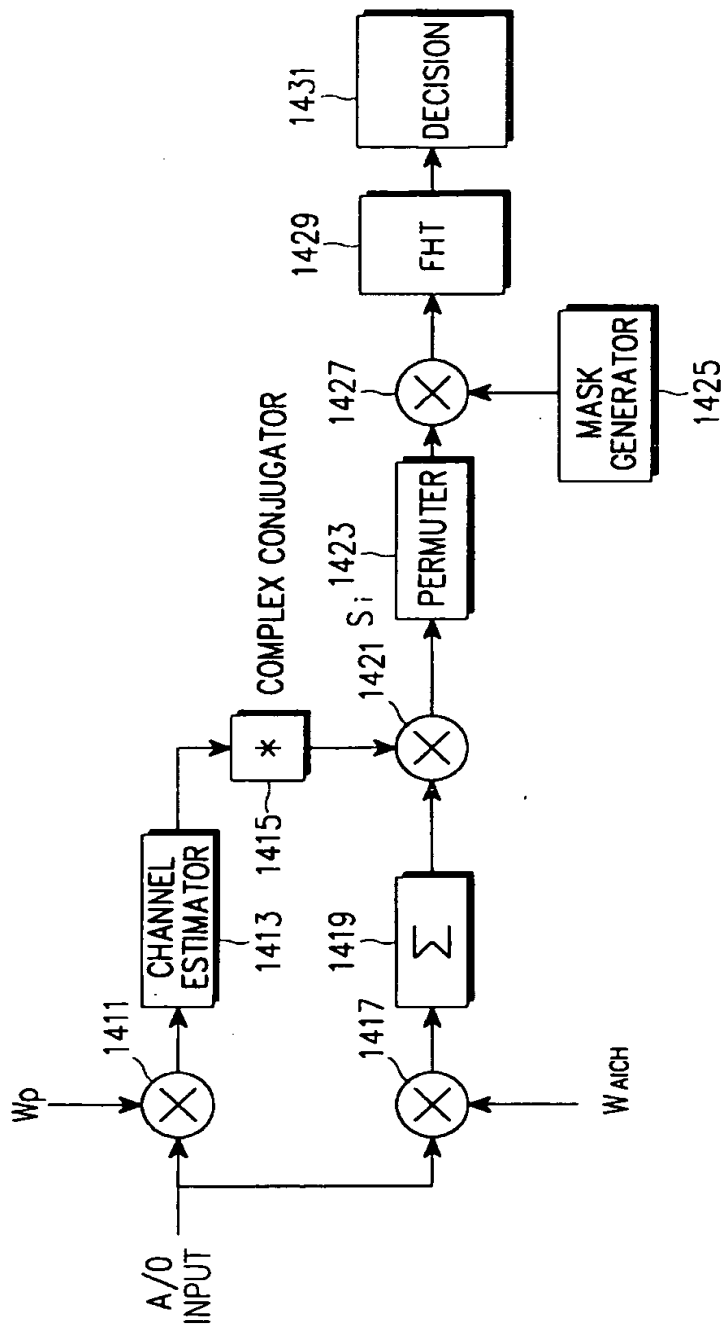 A/0
INPUT
Wp
1411
CHANNEL
ESTIMATOR
1413
*
1415
COMPLEX CONJUGATOR
WAICH
1417
Σ
1419
1421
Si
PERMUTER
1423
1427
MASK
GENERATOR
1425
FHT
1429
DECISION
1431